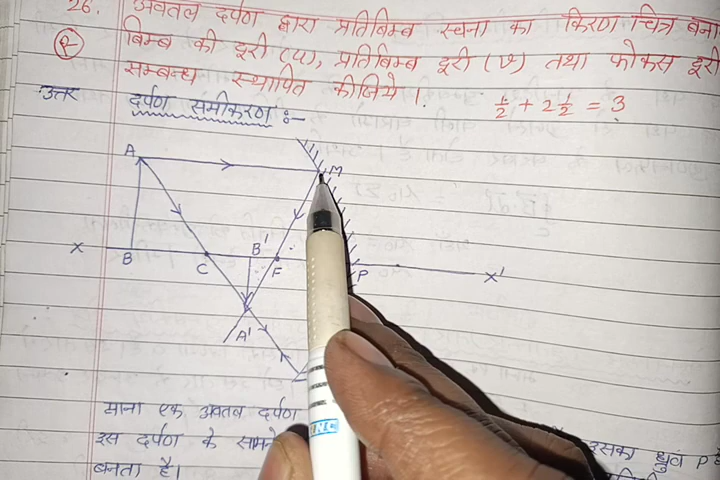 26. अवतल दर्पण द्वारा प्रतिबिम्ब रचना का किरण चित्र बना
2 बिम्ब की दूरी (u), प्रतिबिम्ब दूरी (v) तथा फोकस दूरी
सम्बन्ध स्थापित कीजिये। 1/2 + 2 1/2 = 3
उत्तर दर्पण समीकरण :-
A M
X B C B' F P X'
A'
माना एक अवतल दर्पण उसका ध्रुव P है
इस दर्पण के सामने
बनता है।